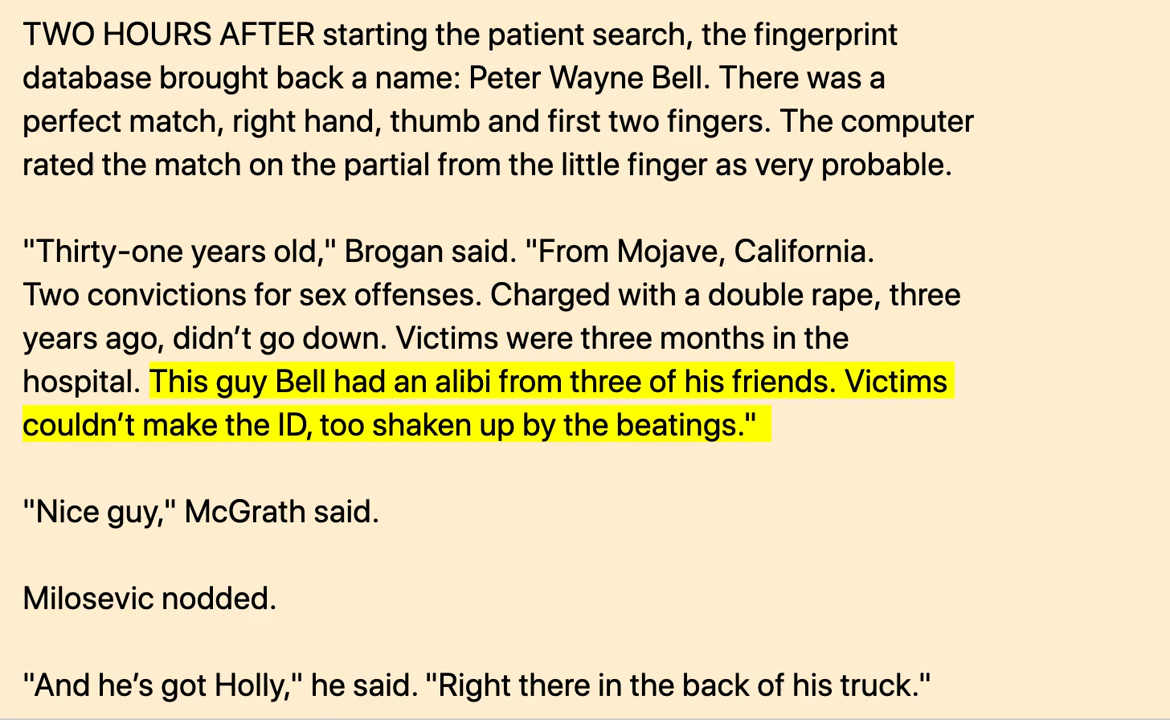 TWO HOURS AFTER starting the patient search, the fingerprint
database brought back a name: Peter Wayne Bell. There was a
perfect match, right hand, thumb and first two fingers. The computer
rated the match on the partial from the little finger as very probable.
"Thirty-one years old," Brogan said. "From Mojave, California.
Two convictions for sex offenses. Charged with a double rape, three
years ago, didn’t go down. Victims were three months in the
hospital. This guy Bell had an alibi from three of his friends. Victims
couldn’t make the ID, too shaken up by the beatings."
"Nice guy," McGrath said.
Milosevic nodded.
"And he’s got Holly," he said. "Right there in the back of his truck."